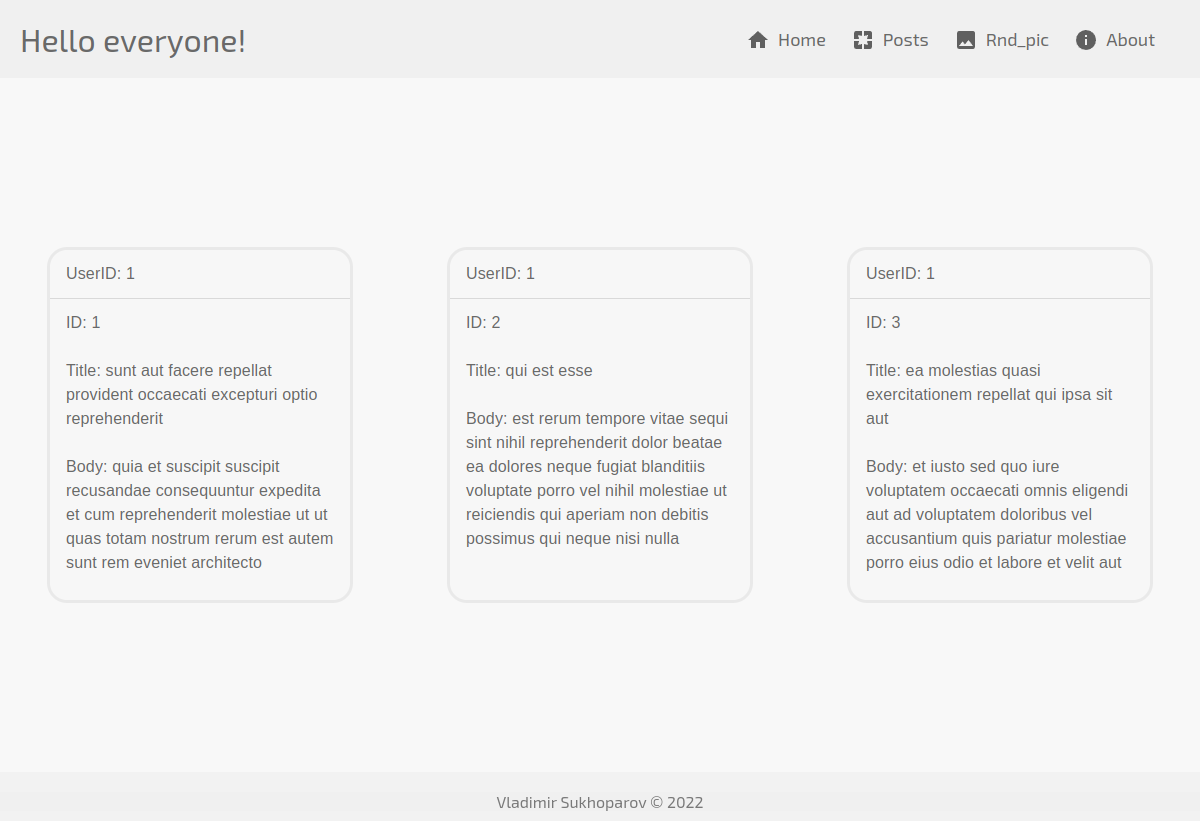 Hello everyone!
Home
Posts
Rnd_pic
About
UserID: 1
ID: 1
Title: sunt aut facere repellat
provident occaecati excepturi optio
reprehenderit
Body: quia et suscipit suscipit
recusandae consequuntur expedita
et cum reprehenderit molestiae ut ut
quas totam nostrum rerum est autem
sunt rem eveniet architecto
UserID: 1
ID: 2
Title: qui est esse
Body: est rerum tempore vitae sequi
sint nihil reprehenderit dolor beatae
ea dolores neque fugiat blanditiis
voluptate porro vel nihil molestiae ut
reiciendis qui aperiam non debitis
possimus qui neque nisi nulla
UserID: 1
ID: 3
Title: ea molestias quasi
exercitationem repellat qui ipsa sit
aut
Body: et iusto sed quo iure
voluptatem occaecati omnis eligendi
aut ad voluptatem doloribus vel
accusantium quis pariatur molestiae
porro eius odio et labore et velit aut
Vladimir Sukhoparov © 2022